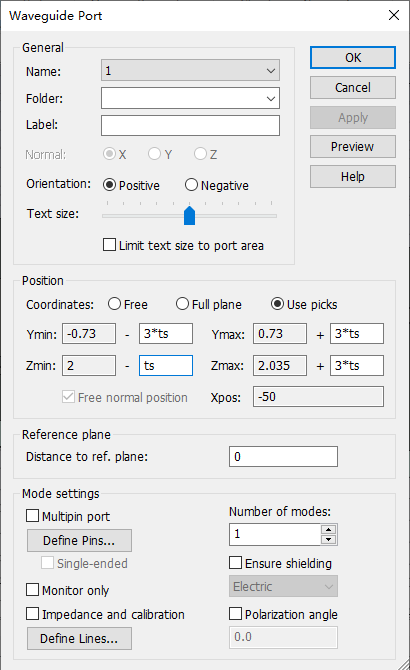 Waveguide Port
General
Name: 1
Folder:
Label:
Normal: X Y Z
Orientation: Positive Negative
Text size:
Limit text size to port area
OK
Cancel
Apply
Preview
Help
Position
Coordinates: Free Full plane Use picks
Ymin: -0.73 - 3*ts Ymax: 0.73 + 3*ts
Zmin: 2 - ts Zmax: 2.035 + 3*ts
Free normal position Xpos: -50
Reference plane
Distance to ref. plane: 0
Mode settings
Multipin port
Define Pins...
Single-ended
Monitor only
Impedance and calibration
Define Lines...
Number of modes:
1
Ensure shielding
Electric
Polarization angle
0.0